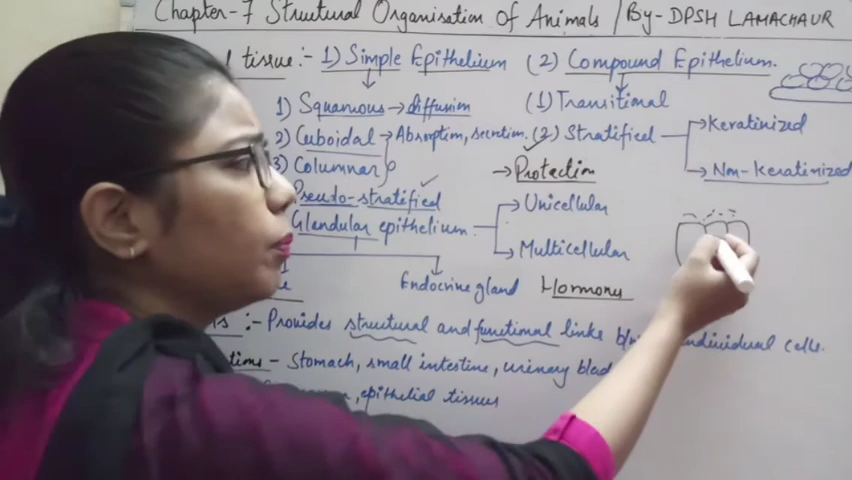 Chapter-7 Structural Organisation of Animals / By- DPSH LAMACHAUR
tissue:- 1) Simple Epithelium (2) Compound Epithelium.
1) Squamous → diffusion (1) Transitional
2) Cuboidal → Absorption, secretion. (2) Stratified → Keratinized
3) Columnar → Protection → Non-Keratinized
Pseudo-stratified → Unicellular
Glandular epithelium → Multicellular
Endocrine gland Hormones
:- Provides structural and functional links individual cells.
- Stomach, small intestine, urinary
, epithelial tissues